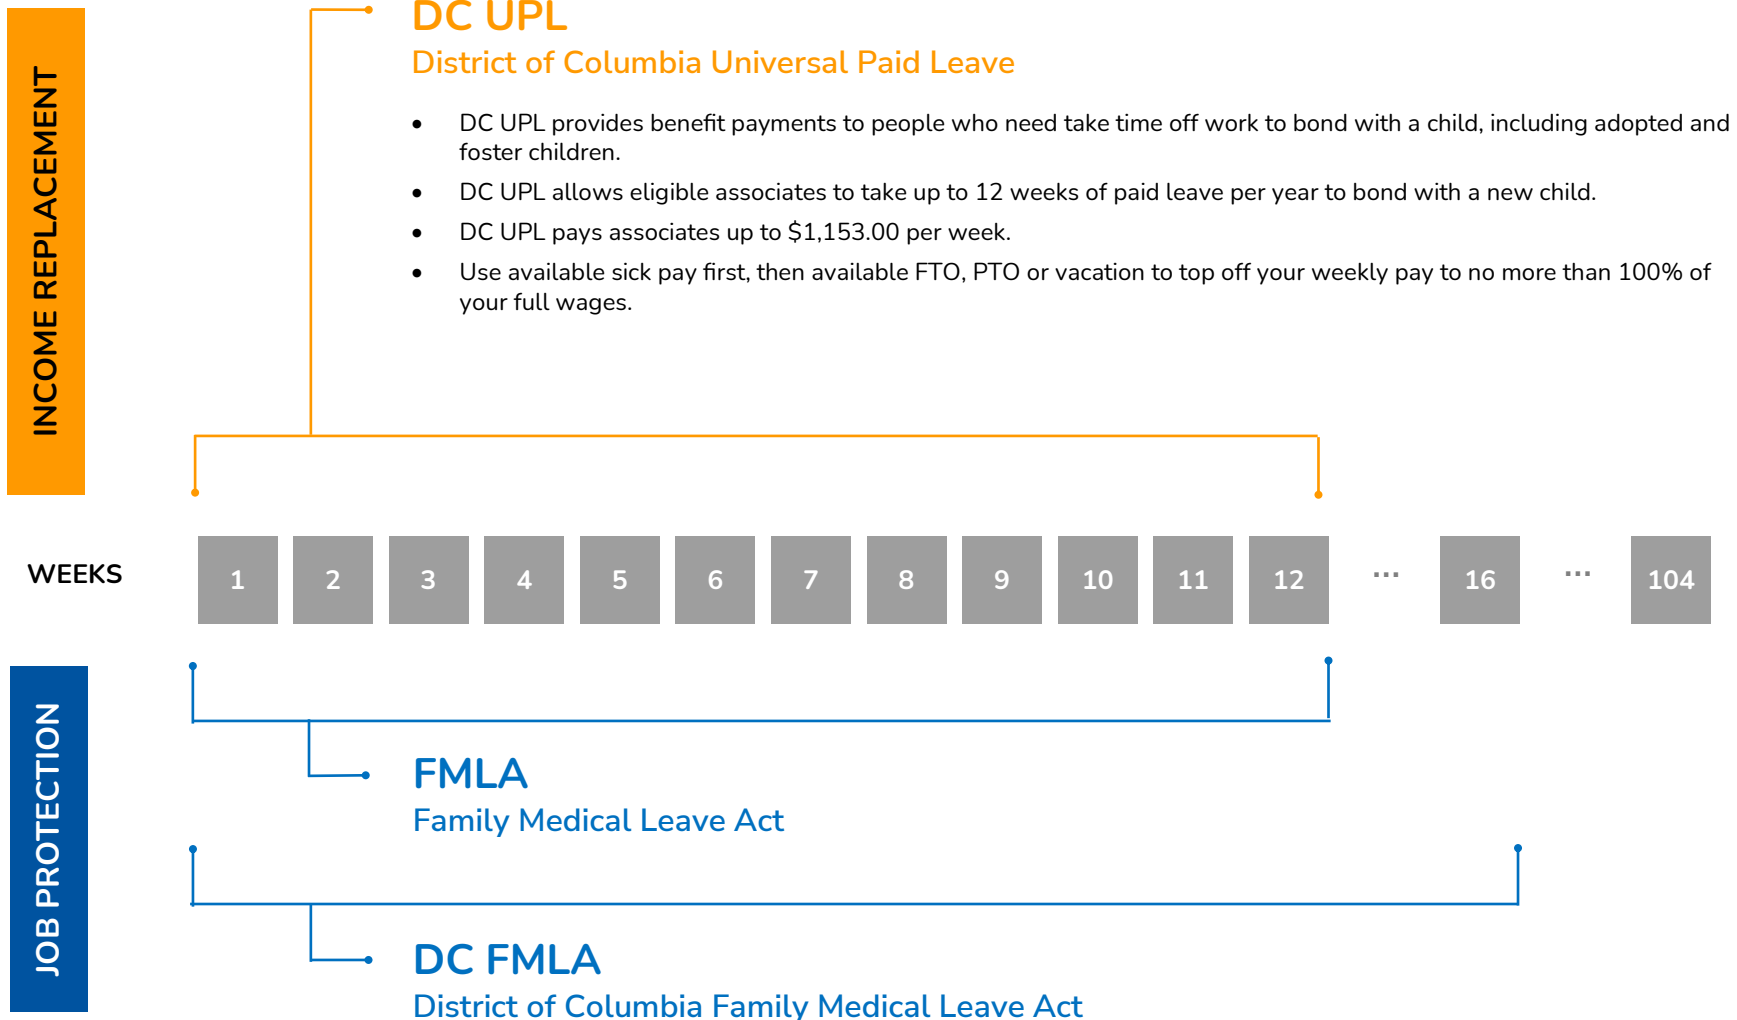 DC UPL
District of Columbia Universal Paid Leave
INCOME REPLACEMENT
• DC UPL provides benefit payments to people who need take time off work to bond with a child, including adopted and
foster children.
• DC UPL allows eligible associates to take up to 12 weeks of paid leave per year to bond with a new child.
• DC UPL pays associates up to $1,153.00 per week.
• Use available sick pay first, then available FTO, PTO or vacation to top off your weekly pay to no more than 100% of
your full wages.
WEEKS 1 2 3 4 5 6 7 8 9 10 11 12 ... 16 ... 104
JOB PROTECTION
FMLA
Family Medical Leave Act
DC FMLA
District of Columbia Family Medical Leave Act